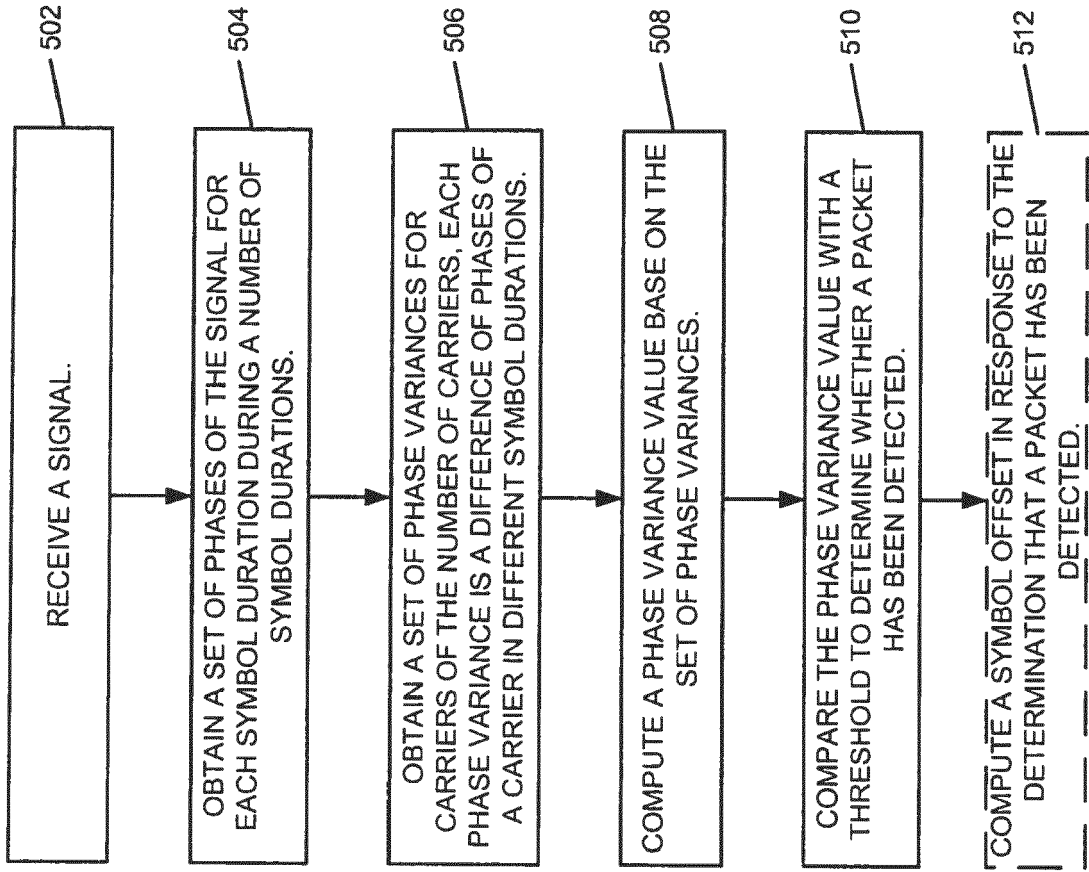 RECEIVE A SIGNAL.
502
OBTAIN A SET OF PHASES OF THE SIGNAL FOR
EACH SYMBOL DURATION DURING A NUMBER OF
SYMBOL DURATIONS.
504
OBTAIN A SET OF PHASE VARIANCES FOR
CARRIERS OF THE NUMBER OF CARRIERS, EACH
PHASE VARIANCE IS A DIFFERENCE OF PHASES OF
A CARRIER IN DIFFERENT SYMBOL DURATIONS.
506
COMPUTE A PHASE VARIANCE VALUE BASE ON THE
SET OF PHASE VARIANCES.
508
COMPARE THE PHASE VARIANCE VALUE WITH A
THRESHOLD TO DETERMINE WHETHER A PACKET
HAS BEEN DETECTED.
510
COMPUTE A SYMBOL OFFSET IN RESPONSE TO THE
DETERMINATION THAT A PACKET HAS BEEN
DETECTED.
512